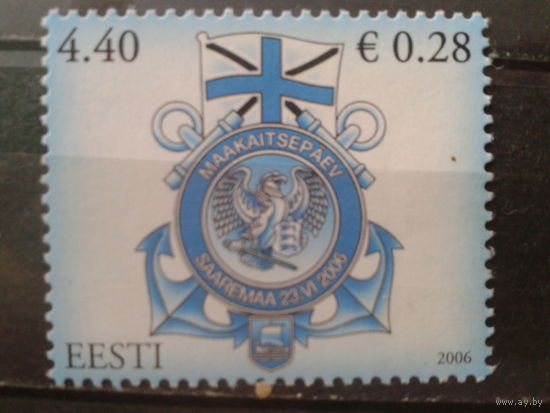 4.40 € 0.28
MAAKAITSEPÄEV
SAAREMAA 23.VI 2006
EESTI 2006
www.ay.by